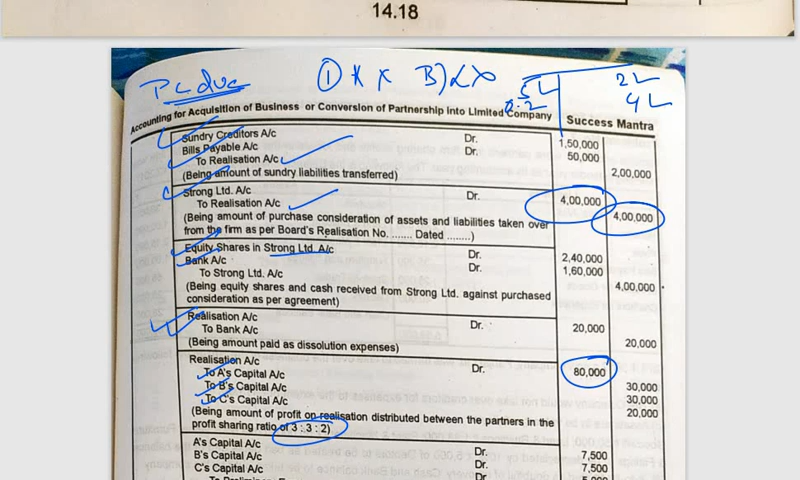 14.18
Pc due ① B)
5L 2L
4L
Accounting for Acquisition of Business or Conversion of Partnership into Limited Company Success Mantra
Sundry Creditors A/c Dr. 1,50,000
Bills Payable A/c Dr. 50,000
To Realisation A/c 2,00,000
(Being amount of sundry liabilities transferred)
Strong Ltd. A/c Dr. 4,00,000
To Realisation A/c 4,00,000
(Being amount of purchase consideration of assets and liabilities taken over
from the firm as per Board's Realisation No. ....... Dated ........)
Equity Shares in Strong Ltd. A/c Dr. 2,40,000
Bank A/c Dr. 1,60,000
To Strong Ltd. A/c 4,00,000
(Being equity shares and cash received from Strong Ltd. against purchased
consideration as per agreement)
Realisation A/c Dr. 20,000
To Bank A/c 20,000
(Being amount paid as dissolution expenses)
Realisation A/c Dr. 80,000
To A's Capital A/c 30,000
To B's Capital A/c 30,000
To C's Capital A/c 20,000
(Being amount of profit on realisation distributed between the partners in the
profit sharing ratio of 3 : 3 : 2)
A's Capital A/c Dr. 7,500
B's Capital A/c Dr. 7,500
C's Capital A/c Dr. 5,000